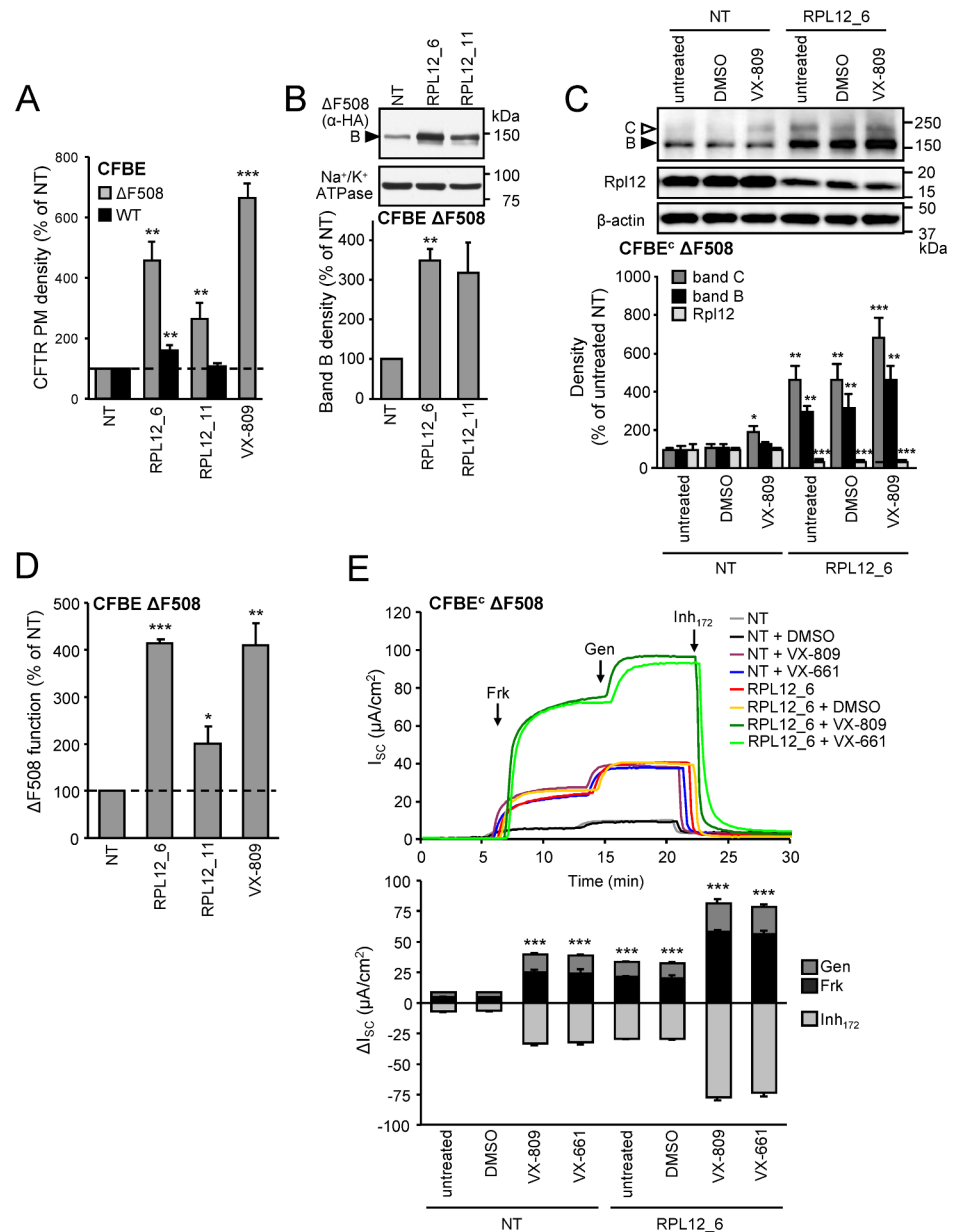 A
CFTR PM density (% of NT)
800
600
400
200
100
0
CFBE
ΔF508
WT
**
**
**
***
NT
RPL12_6
RPL12_11
VX-809
B
NT
RPL12_6
RPL12_11
ΔF508
(α-HA)
B
kDa
150
Na⁺/K⁺
ATPase
100
75
CFBE ΔF508
Band B density (% of NT)
400
300
200
100
0
**
NT
RPL12_6
RPL12_11
C
NT
RPL12_6
untreated
DMSO
VX-809
untreated
DMSO
VX-809
C
B
250
150
Rpl12
20
15
β-actin
50
37
kDa
CFBEᶜ ΔF508
band C
band B
Rpl12
Density
(% of untreated NT)
1000
800
600
400
200
0
*
**
**
***
**
**
***
***
**
***
untreated
DMSO
VX-809
untreated
DMSO
VX-809
NT
RPL12_6
D
CFBE ΔF508
ΔF508 function (% of NT)
500
400
300
200
100
0
***
*
**
NT
RPL12_6
RPL12_11
VX-809
E
CFBEᶜ ΔF508
I_SC (µA/cm²)
120
100
80
60
40
20
0
Frk
Gen
Inh₁₇₂
NT
NT + DMSO
NT + VX-809
NT + VX-661
RPL12_6
RPL12_6 + DMSO
RPL12_6 + VX-809
RPL12_6 + VX-661
0 5 10 15 20 25 30
Time (min)
ΔI_SC (µA/cm²)
100
75
50
25
0
-25
-50
-75
-100
*** *** *** *** *** ***
Gen
Frk
Inh₁₇₂
untreated
DMSO
VX-809
VX-661
untreated
DMSO
VX-809
VX-661
NT
RPL12_6